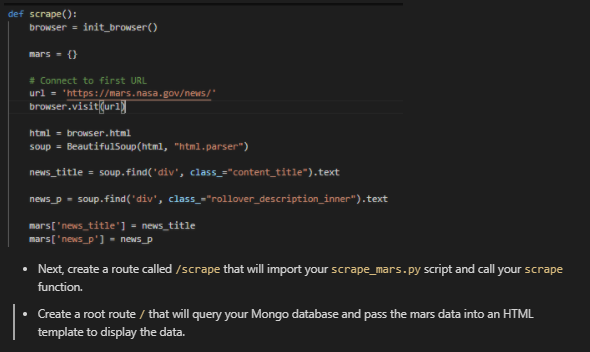 def scrape():
browser = init_browser()
mars = {}
# Connect to first URL
url = 'https://mars.nasa.gov/news/'
browser.visit(url)
html = browser.html
soup = BeautifulSoup(html, "html.parser")
news_title = soup.find('div', class_="content_title").text
news_p = soup.find('div', class_="rollover_description_inner").text
mars['news_title'] = news_title
mars['news_p'] = news_p
• Next, create a route called /scrape that will import your scrape_mars.py script and call your scrape
function.
• Create a root route / that will query your Mongo database and pass the mars data into an HTML
template to display the data.